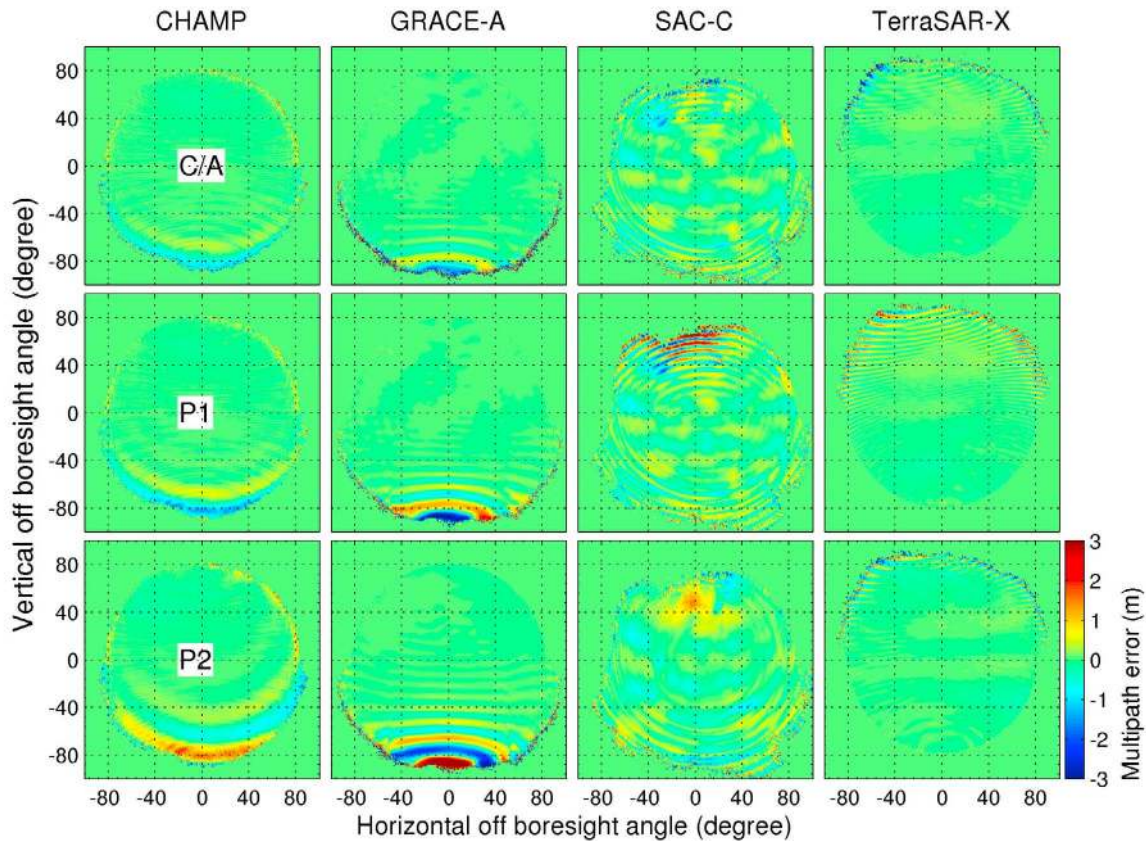 CHAMP GRACE-A SAC-C TerraSAR-X
80
40
0 C/A
-40
-80
80
40
0 P1
-40
-80
80
40
0 P2
-40
-80
-80 -40 0 40 80 -80 -40 0 40 80 -80 -40 0 40 80 -80 -40 0 40 80
Horizontal off boresight angle (degree)
Vertical off boresight angle (degree)
3
2
1
0
-1
-2
-3
Multipath error (m)